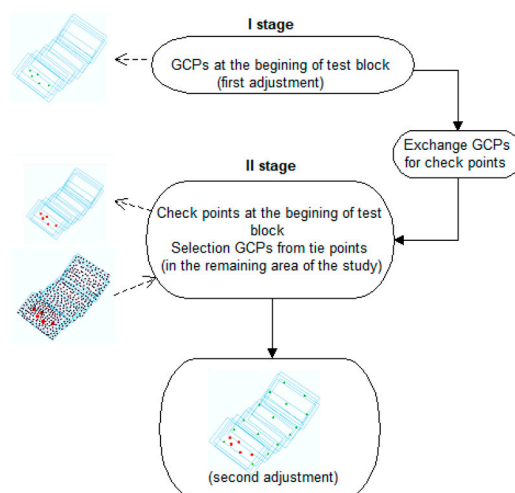 I stage
GCPs at the begining of test block
(first adjustment)
Exchange GCPs
for check points
II stage
Check points at the begining of test
block
Selection GCPs from tie points
(in the remaining area of the study)
(second adjustment)